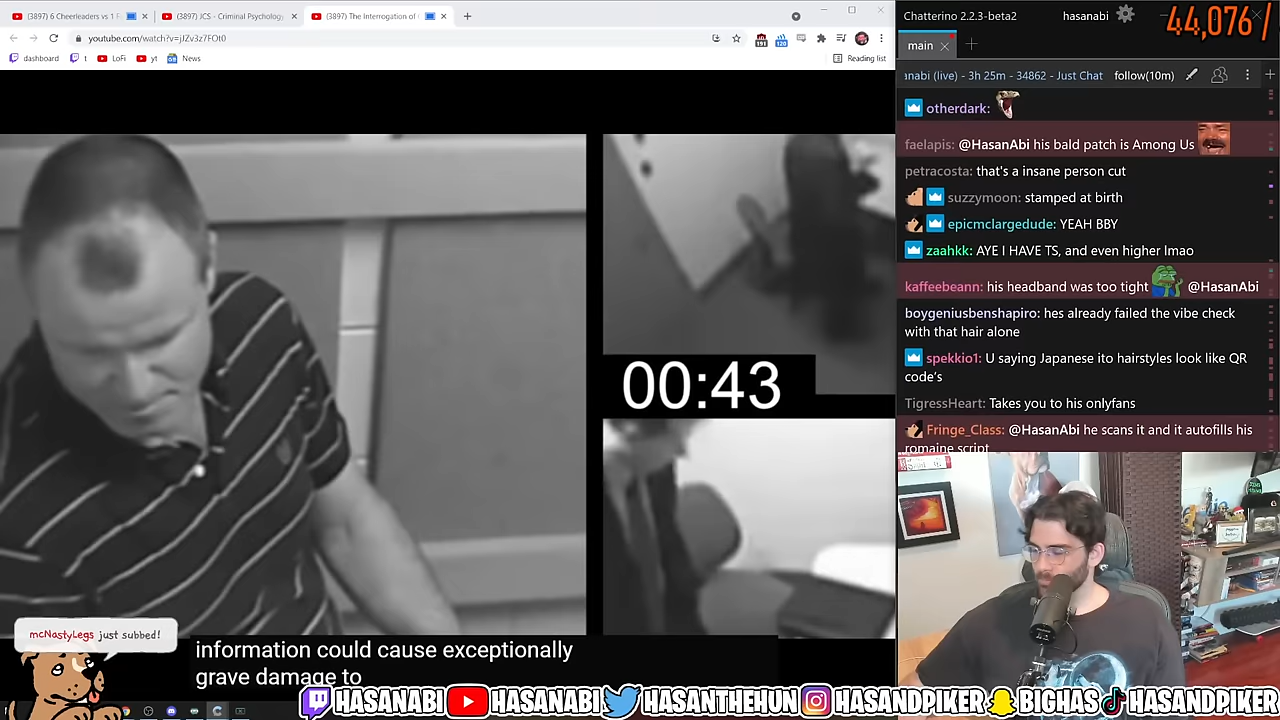 (3897) 6 Cheerleaders vs 1 F
(3897) JCS - Criminal Psychology
(3897) The Interrogation of
youtube.com/watch?v=jJZv3z7FOt0
191
120
dashboard
t
LoFi
yt
News
Reading list
00:43
information could cause exceptionally
grave damage to
mcNastyLegs just subbed!
Chatterino 2.2.3-beta2
hasanabi
44,076 /
main
anabi (live) - 3h 25m - 34862 - Just Chat
follow(10m)
otherdark:
faelapis: @HasanAbi his bald patch is Among Us
petracosta: that's a insane person cut
suzzymoon: stamped at birth
epicmclargedude: YEAH BBY
zaahkk: AYE I HAVE TS, and even higher lmao
kaffeebeann: his headband was too tight @HasanAbi
boygeniusbenshapiro: hes already failed the vibe check
with that hair alone
spekkio1: U saying Japanese ito hairstyles look like QR
code's
TigressHeart: Takes you to his onlyfans
Fringe_Class: @HasanAbi he scans it and it autofills his
romaine script
HASANABI
HASANABI
HASANTHEHUN
HASANDPIKER
BIGHAS
HASANDPIKER